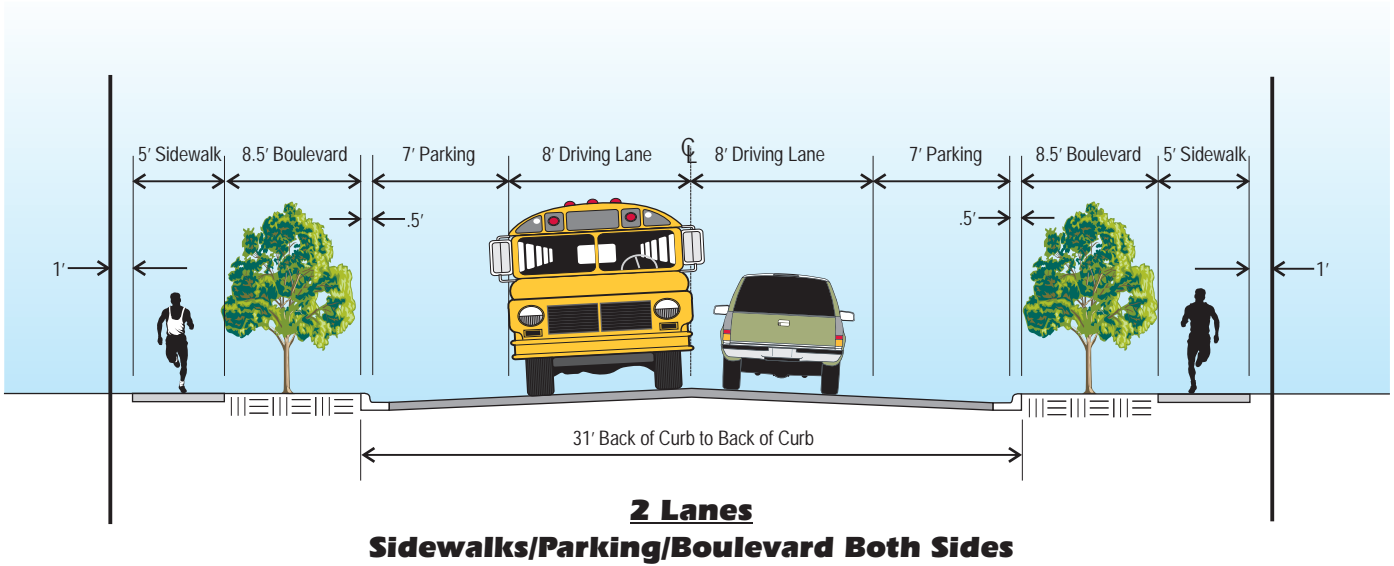 5′ Sidewalk 8.5′ Boulevard 7′ Parking 8′ Driving Lane ℄ 8′ Driving Lane 7′ Parking 8.5′ Boulevard 5′ Sidewalk
.5′ .5′
1′ 1′
31′ Back of Curb to Back of Curb
2 Lanes
Sidewalks/Parking/Boulevard Both Sides